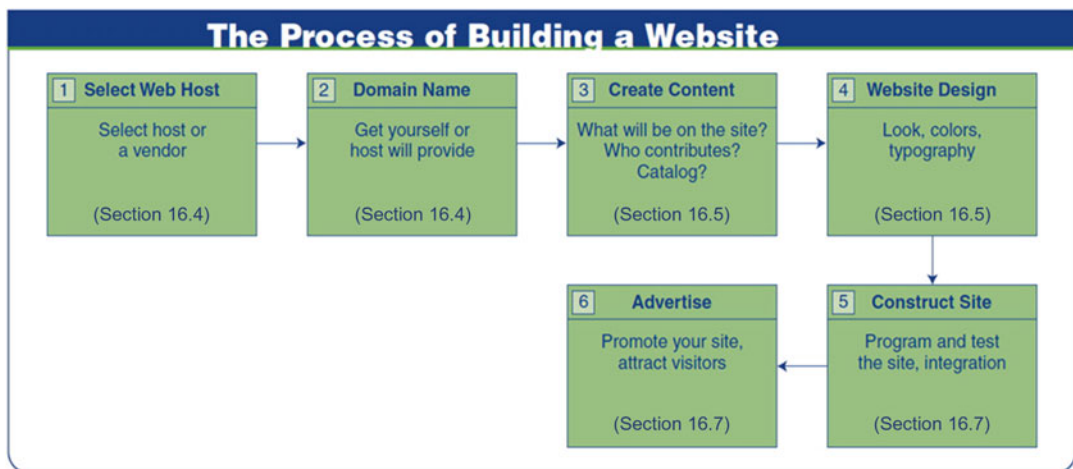 The Process of Building a Website
1 Select Web Host
Select host or
a vendor
(Section 16.4)
2 Domain Name
Get yourself or
host will provide
(Section 16.4)
3 Create Content
What will be on the site?
Who contributes?
Catalog?
(Section 16.5)
4 Website Design
Look, colors,
typography
(Section 16.5)
5 Construct Site
Program and test
the site, integration
(Section 16.7)
6 Advertise
Promote your site,
attract visitors
(Section 16.7)